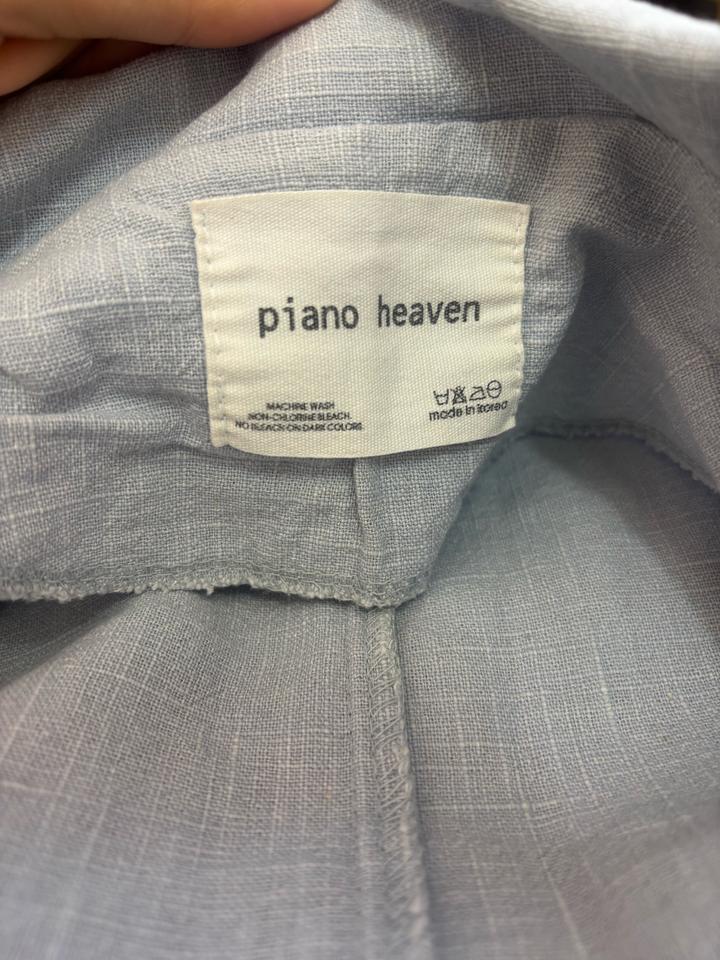 piano heaven
MACHINE WASH
NON-CHLORINE BLEACH.
NO BLEACH ON DARK COLORS.
made in korea